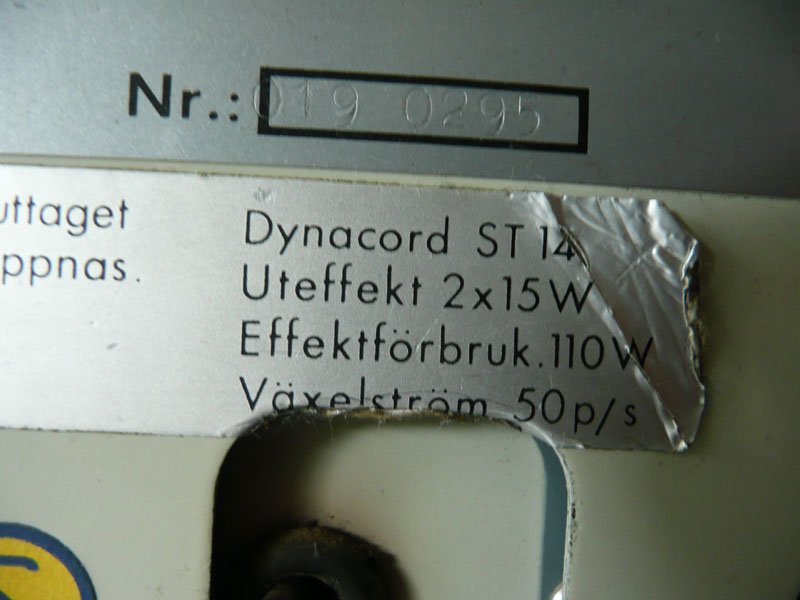 Nr.: 019 0295
uttaget
ppnas.
Dynacord ST 14
Uteffekt 2x15W
Effektförbruk. 110W
Växelström 50p/s